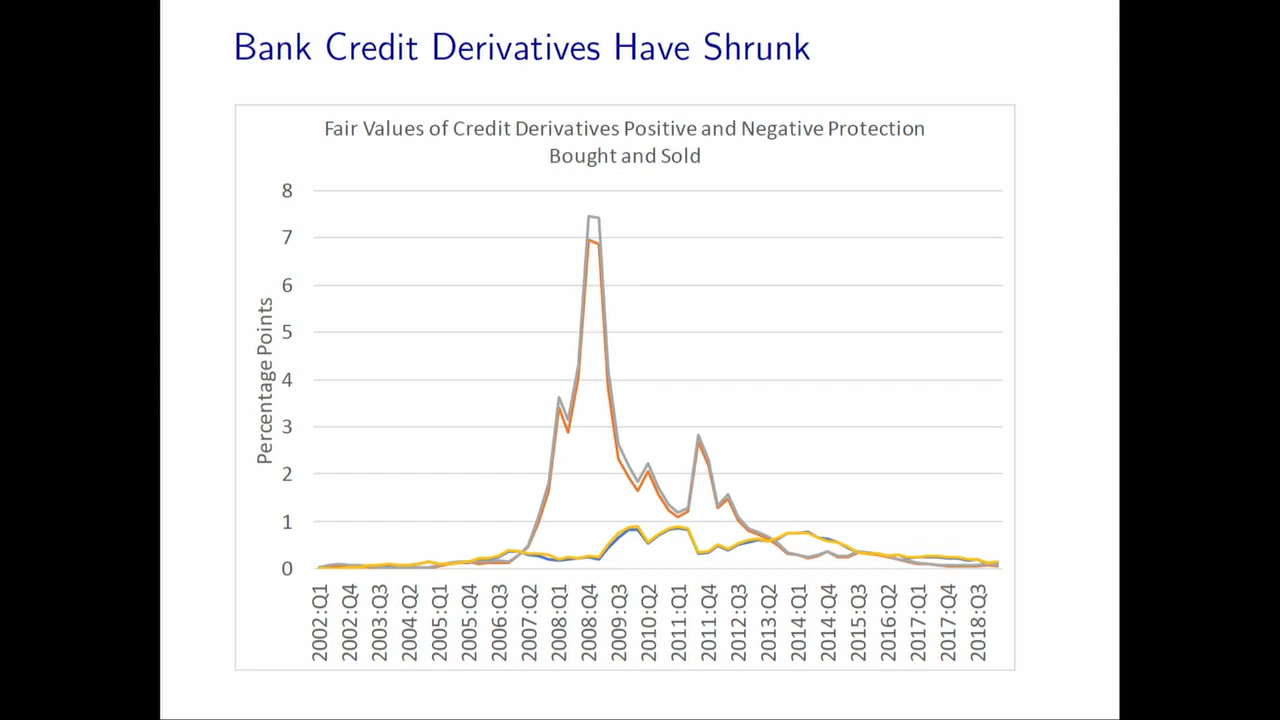 Bank Credit Derivatives Have Shrunk
Fair Values of Credit Derivatives Positive and Negative Protection
Bought and Sold
Percentage Points
8
7
6
5
4
3
2
1
0
2002:Q1
2002:Q4
2003:Q3
2004:Q2
2005:Q1
2005:Q4
2006:Q3
2007:Q2
2008:Q1
2008:Q4
2009:Q3
2010:Q2
2011:Q1
2011:Q4
2012:Q3
2013:Q2
2014:Q1
2014:Q4
2015:Q3
2016:Q2
2017:Q1
2017:Q4
2018:Q3